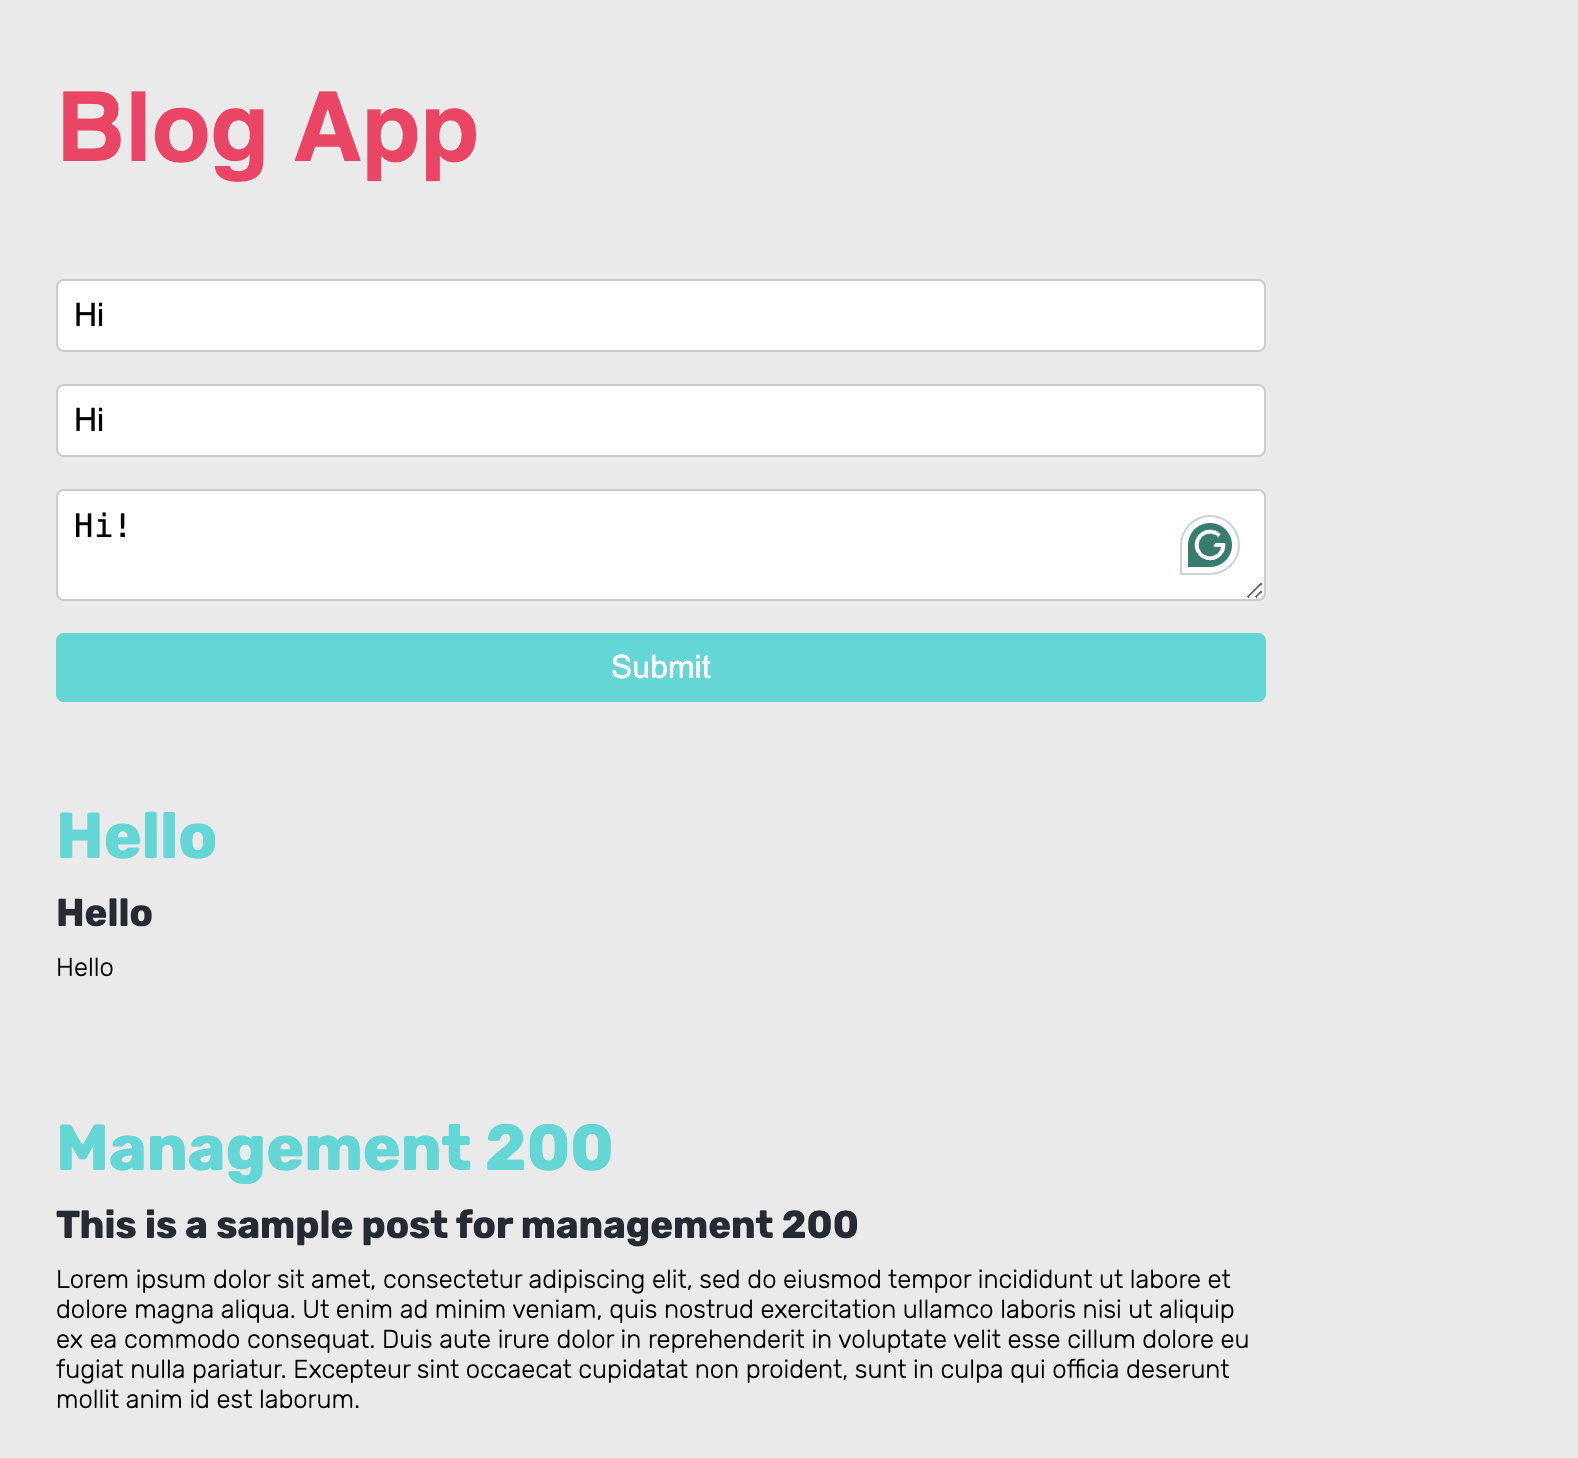 Blog App
Hi
Hi
Hi!
Submit
Hello
Hello
Hello
Management 200
This is a sample post for management 200
Lorem ipsum dolor sit amet, consectetur adipiscing elit, sed do eiusmod tempor incididunt ut labore et
dolore magna aliqua. Ut enim ad minim veniam, quis nostrud exercitation ullamco laboris nisi ut aliquip
ex ea commodo consequat. Duis aute irure dolor in reprehenderit in voluptate velit esse cillum dolore eu
fugiat nulla pariatur. Excepteur sint occaecat cupidatat non proident, sunt in culpa qui officia deserunt
mollit anim id est laborum.